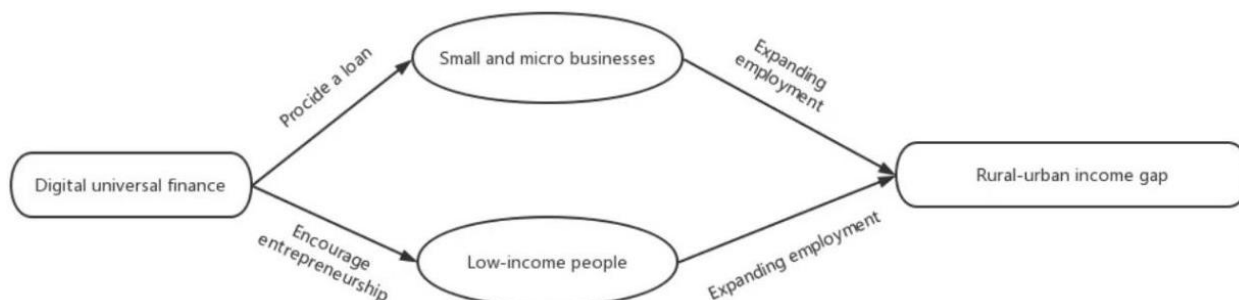 Small and micro businesses
Procide a loan
Expanding
employment
Digital universal finance
Rural-urban income gap
Encourage
entrepreneurship
Low-income people
Expanding employment